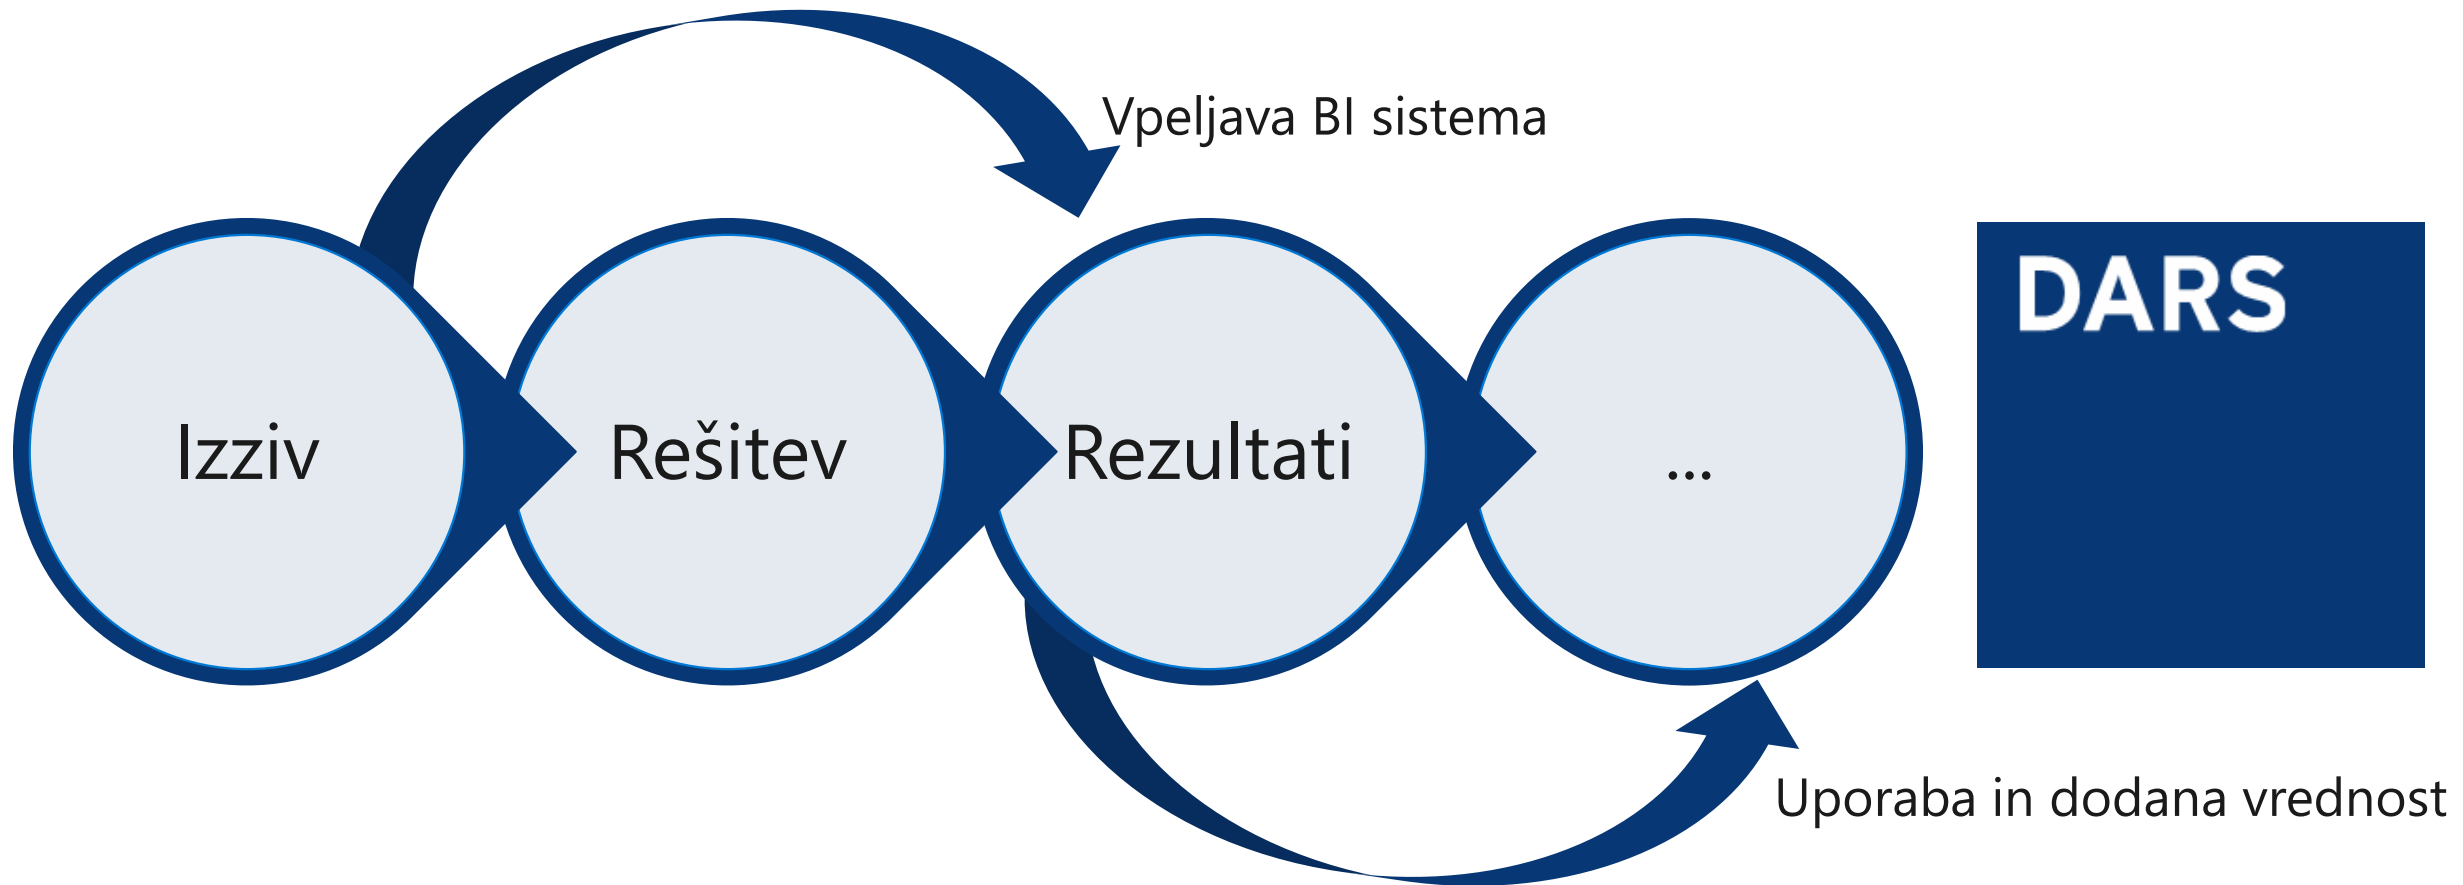 Vpeljava BI sistema
Izziv
Rešitev
Rezultati
...
DARS
Uporaba in dodana vrednost